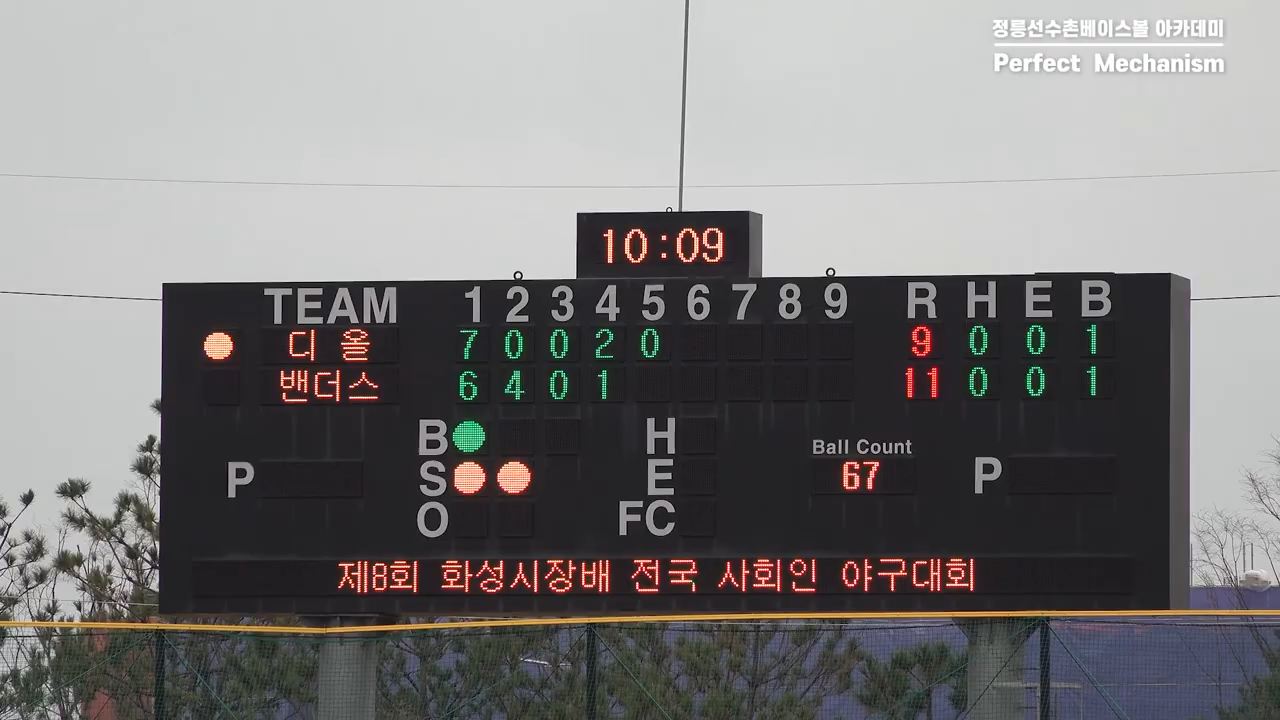 정릉선수촌베이스볼 아카데미
Perfect Mechanism
10:09
TEAM 1 2 3 4 5 6 7 8 9 R H E B
디올 7 0 0 2 0 9 0 0 1
밴더스 6 4 0 1 11 0 0 1
B H Ball Count
P S E 67 P
O FC
제8회 화성시장배 전국 사회인 야구대회